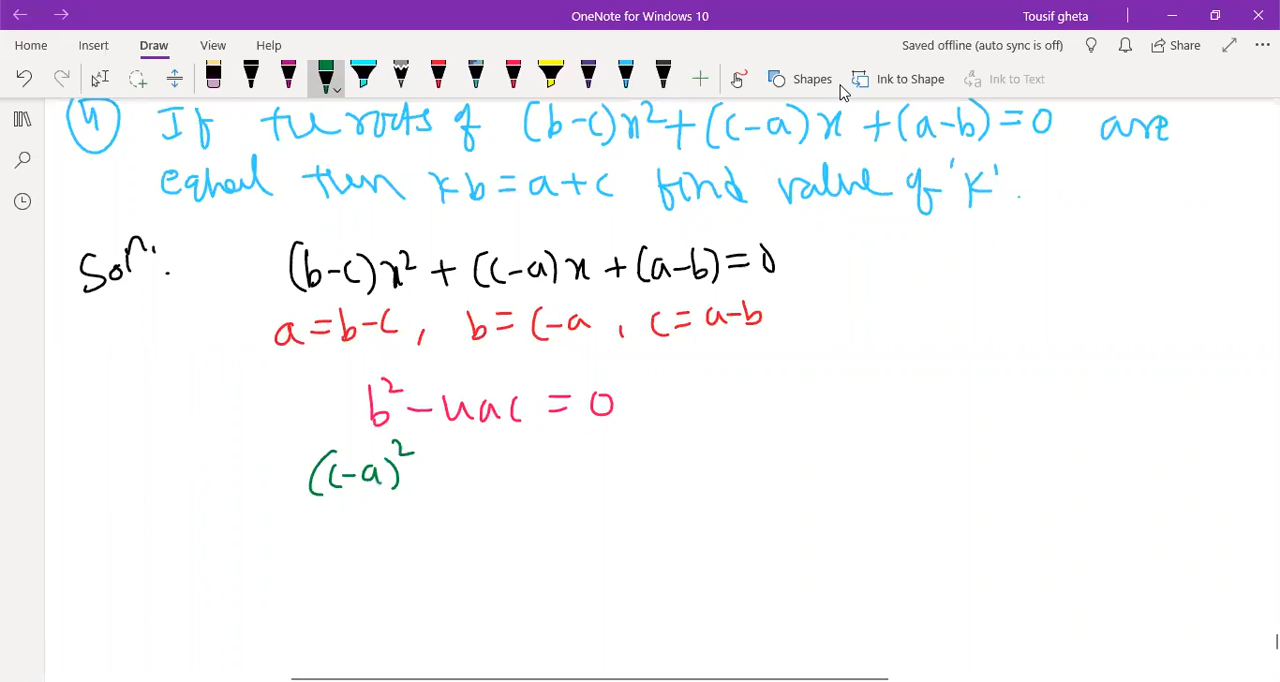 OneNote for Windows 10
Tousif gheta
Home Insert Draw View Help
Saved offline (auto sync is off) Share
Shapes Ink to Shape Ink to Text
4) If the roots of (b-c)x²+(c-a)x+(a-b)=0 are
equal then kb=a+c find value of 'K'.
Soln. (b-c)x²+(c-a)x+(a-b)=0
a=b-c, b=c-a, c=a-b
b²-4ac=0
(c-a)²